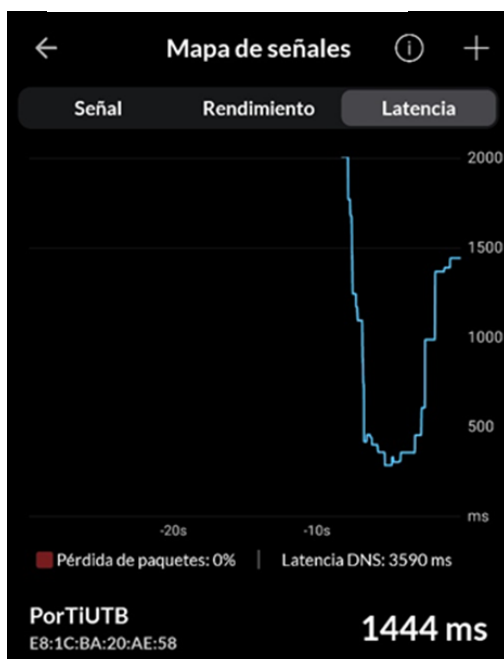 Mapa de señales
Señal Rendimiento Latencia
2000
1500
1000
500
ms
-20s -10s
Pérdida de paquetes: 0% | Latencia DNS: 3590 ms
PorTiUTB
1444 ms
E8:1C:BA:20:AE:58